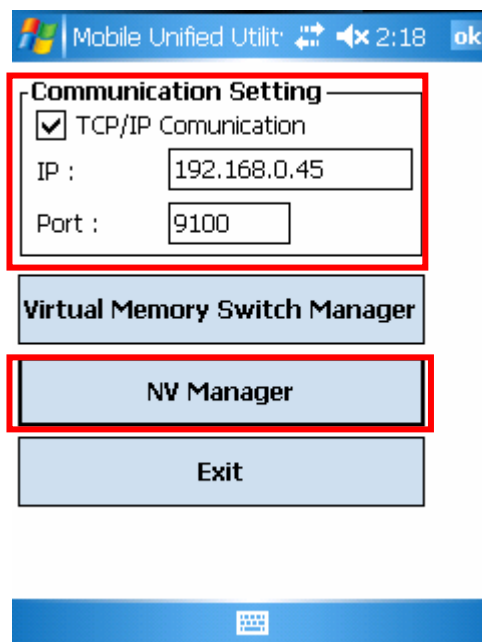 Mobile Unified Utilit 2:18 ok
Communication Setting
TCP/IP Comunication
IP : 192.168.0.45
Port : 9100
Virtual Memory Switch Manager
NV Manager
Exit